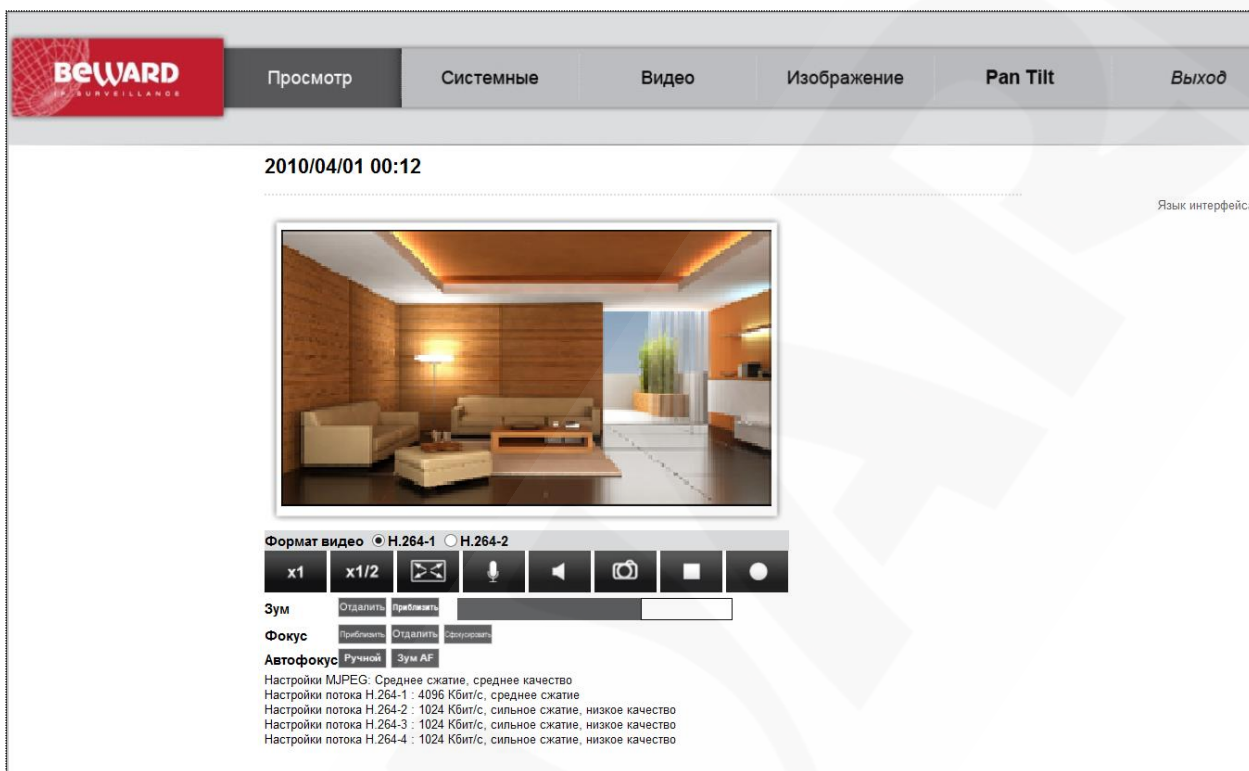 BEWARD
IP SURVEILLANCE
Просмотр
Системные
Видео
Изображение
Pan Tilt
Выход
2010/04/01 00:12
Язык интерфейс
Формат видео H.264-1 H.264-2
x1 x1/2
Зум Отдалить Приблизить
Фокус Приблизить Отдалить Сфокусировать
Автофокус Ручной Зум AF
Настройки MJPEG: Среднее сжатие, среднее качество
Настройки потока H.264-1 : 4096 Кбит/с, среднее сжатие
Настройки потока H.264-2 : 1024 Кбит/с, сильное сжатие, низкое качество
Настройки потока H.264-3 : 1024 Кбит/с, сильное сжатие, низкое качество
Настройки потока H.264-4 : 1024 Кбит/с, сильное сжатие, низкое качество